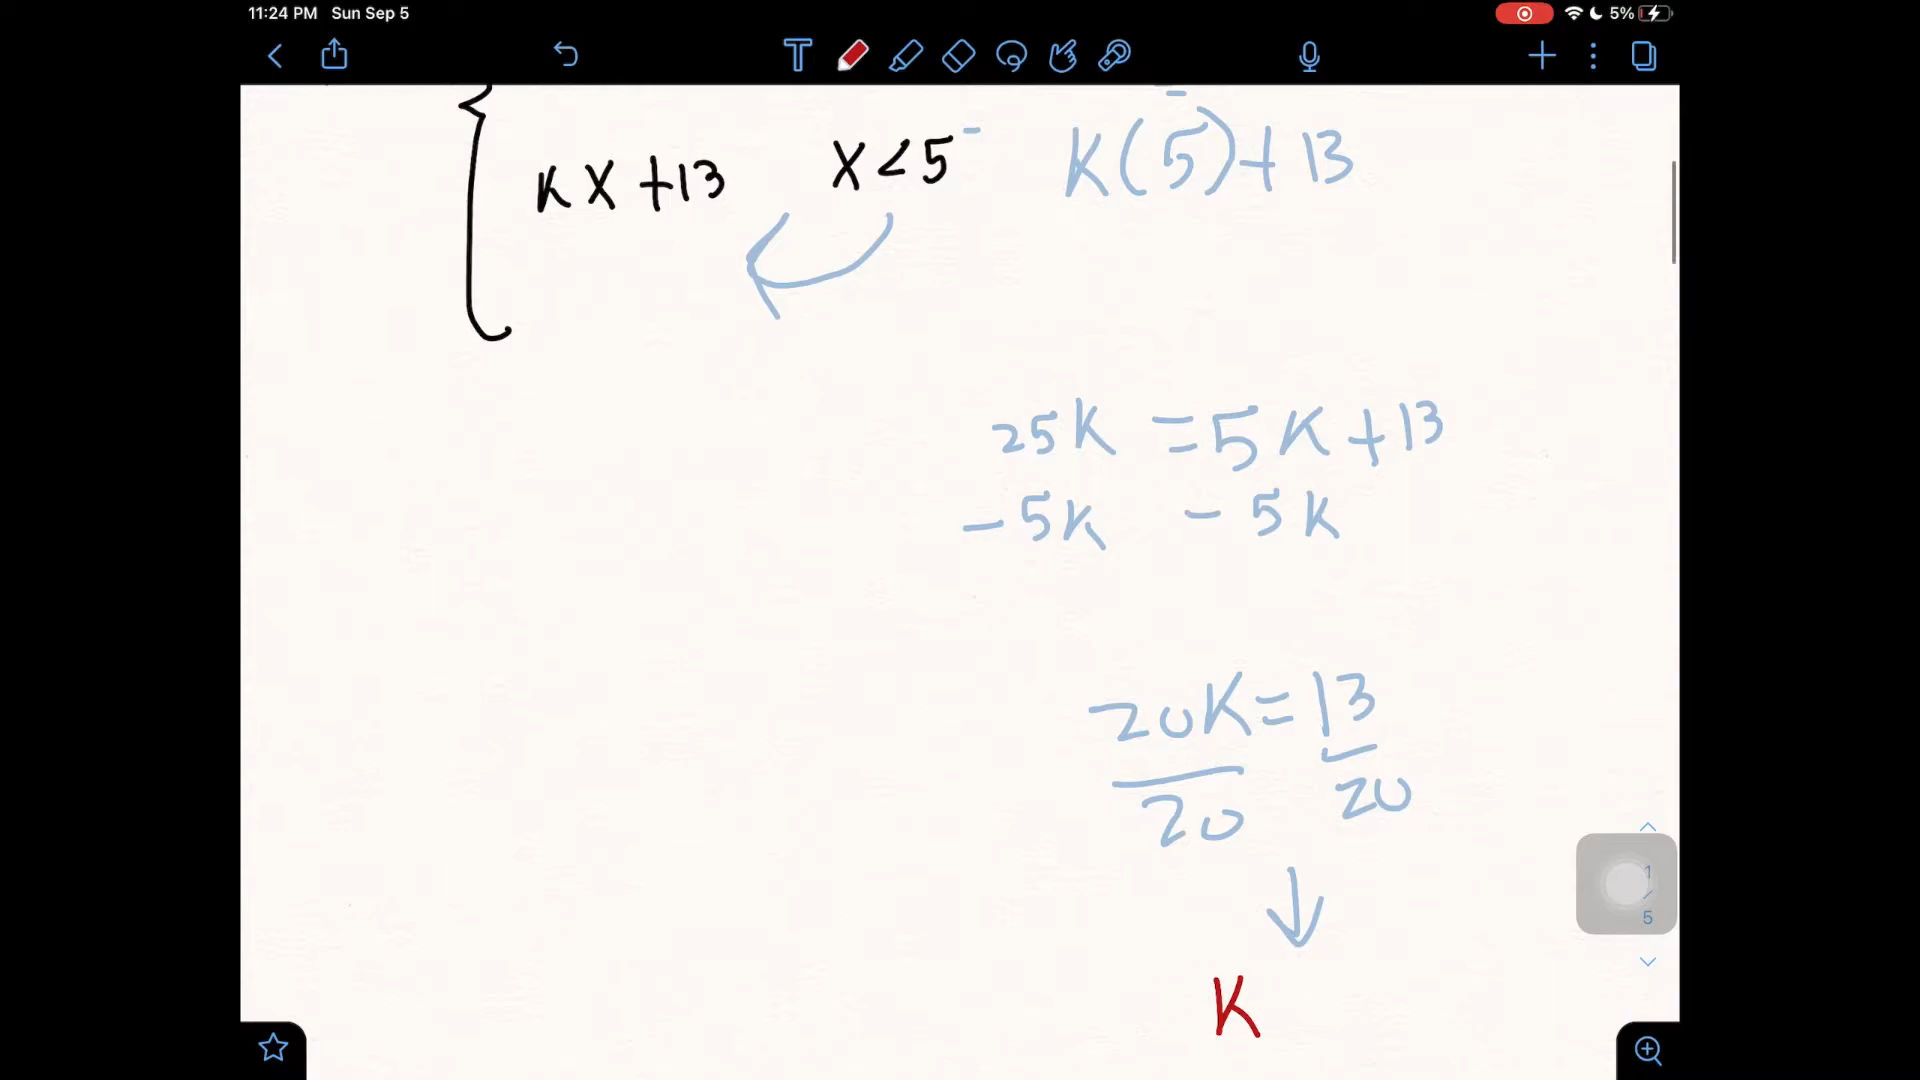 11:24 PM Sun Sep 5
5%
KX+13 X<5⁻ K(5)+13
25K = 5K+13
-5K -5K
20K=13
20 20
K
1
/
5